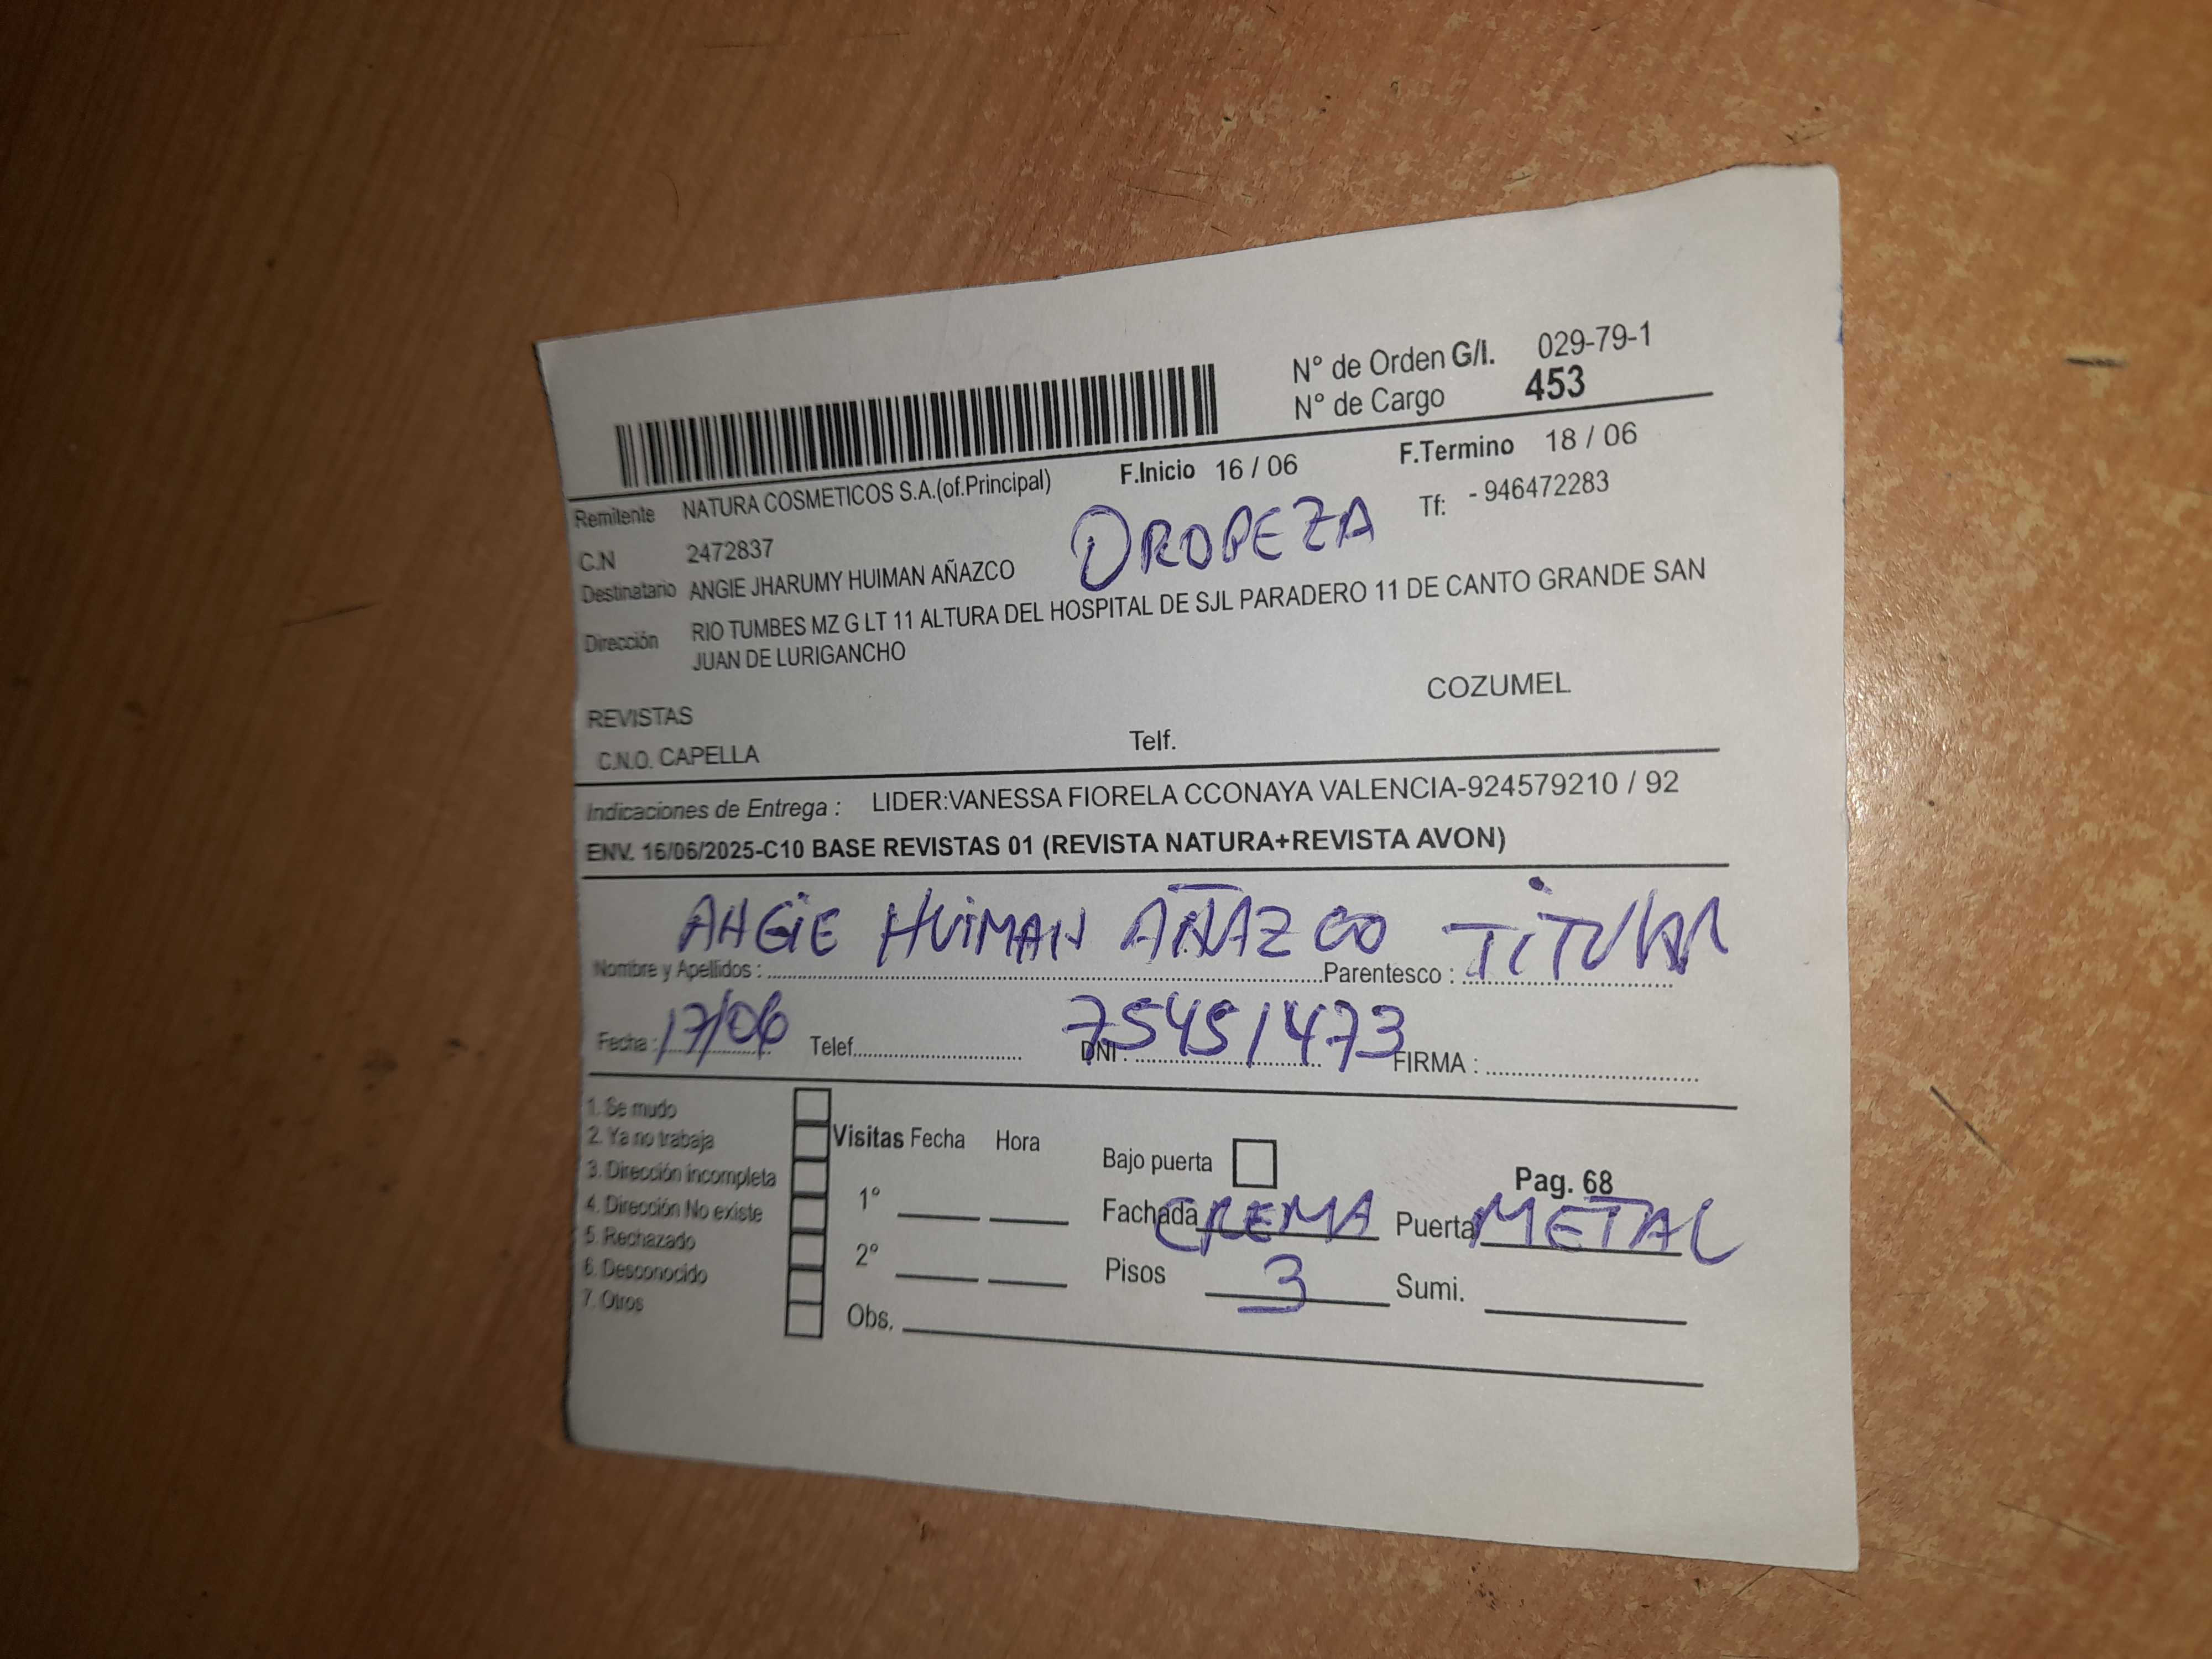 N° de Orden G/I. 029-79-1
N° de Cargo 453
F.Inicio 16 / 06 F.Termino 18 / 06
Remitente NATURA COSMETICOS S.A.(of.Principal)
Tf: - 946472283
C.N 2472837
OROPEZA
Destinatario ANGIE JHARUMY HUIMAN AÑAZCO
Dirección RIO TUMBES MZ G LT 11 ALTURA DEL HOSPITAL DE SJL PARADERO 11 DE CANTO GRANDE SAN
JUAN DE LURIGANCHO
COZUMEL
REVISTAS
C.N.O. CAPELLA Telf.
Indicaciones de Entrega : LIDER:VANESSA FIORELA CCONAYA VALENCIA-924579210 / 92
ENV. 16/06/2025-C10 BASE REVISTAS 01 (REVISTA NATURA+REVISTA AVON)
Nombre y Apellidos : ANGIE HUIMAN AÑAZCO Parentesco : TITULAR
Fecha : 17/06 Telef. DNI : 75451473 FIRMA :
1. Se mudo
2. Ya no trabaja
3. Dirección incompleta
4. Dirección No existe
5. Rechazado
6. Desconocido
7. Otros
Visitas Fecha Hora
1°
2°
Obs.
Bajo puerta Pag. 68
Fachada CREMA Puerta METAL
Pisos 3 Sumi.